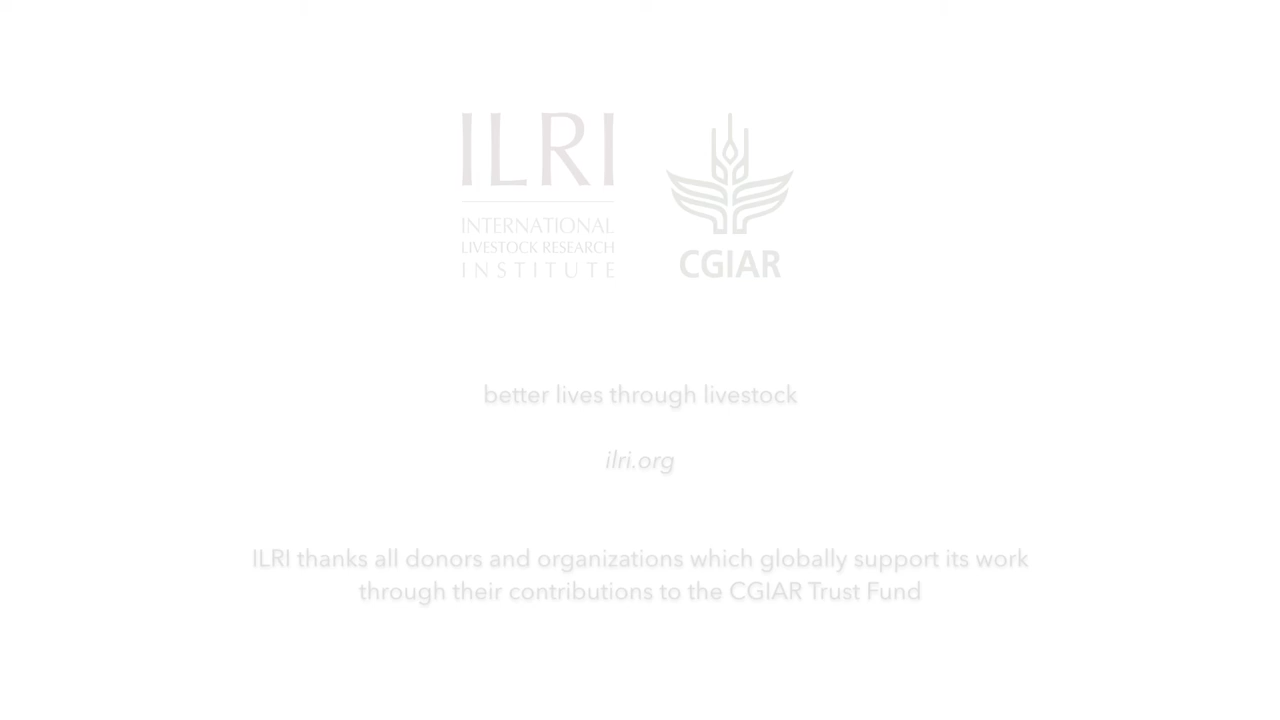 ILRI
INTERNATIONAL
LIVESTOCK RESEARCH
INSTITUTE
CGIAR
better lives through livestock
ilri.org
ILRI thanks all donors and organizations which globally support its work
through their contributions to the CGIAR Trust Fund